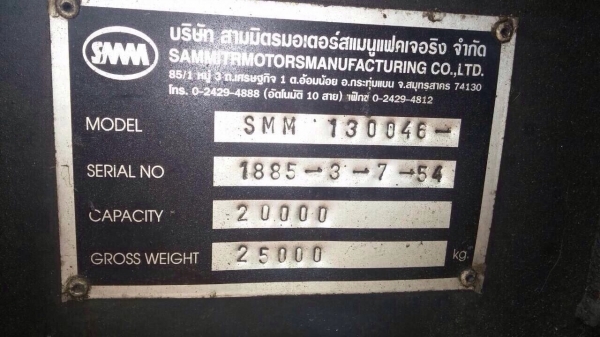 SMM
บริษัท สามมิตรมอเตอร์สแมนูแฟคเจอริง จำกัด
SAMMITRMOTORSMANUFACTURING CO.,LTD.
85/1 หมู่ 3 ถ.เศรษฐกิจ 1 ต.อ้อมน้อย อ.กระทุ่มแบน จ.สมุทรสาคร 74130
โทร. 0-2429-4888 (อัตโนมัติ 10 สาย) แฟ๊กซ์ 0-2429-4812
MODEL SMM 130046-
SERIAL NO 1885-3-7-54
CAPACITY 20000
GROSS WEIGHT 25000 kg.